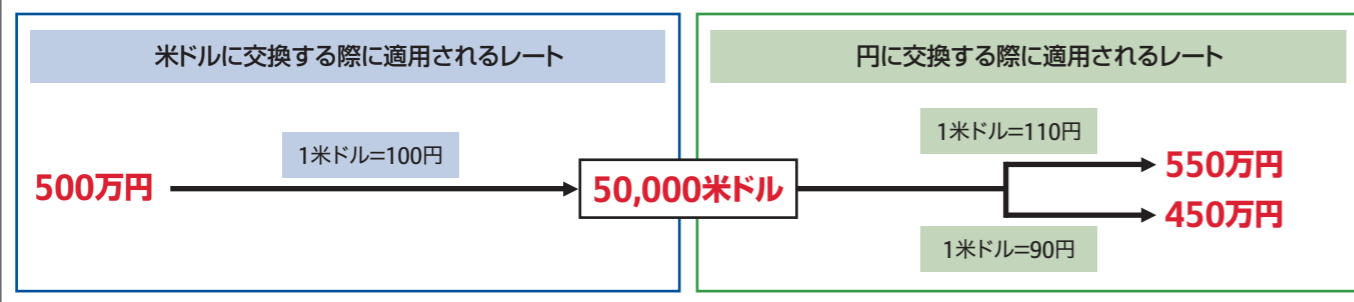 米ドルに交換する際に適用されるレート
円に交換する際に適用されるレート
1米ドル=100円
500万円
50,000米ドル
1米ドル=110円
550万円
450万円
1米ドル=90円